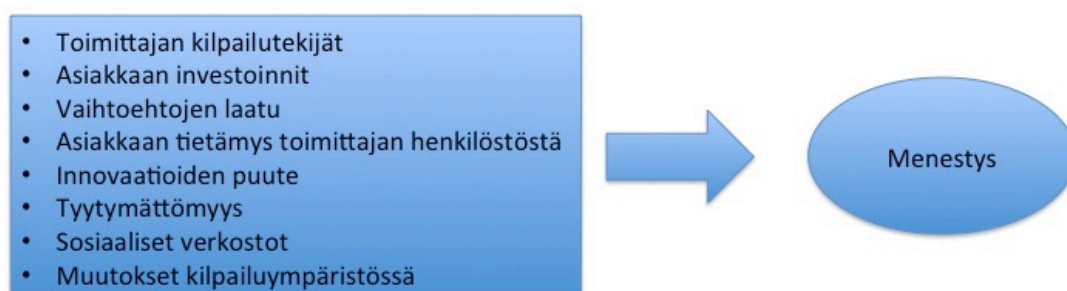 • Toimittajan kilpailutekijät
• Asiakkaan investoinnit
• Vaihtoehtojen laatu
• Asiakkaan tietämys toimittajan henkilöstöstä
• Innovaatioiden puute
• Tyytymättömyys
• Sosiaaliset verkostot
• Muutokset kilpailuympäristössä
Menestys